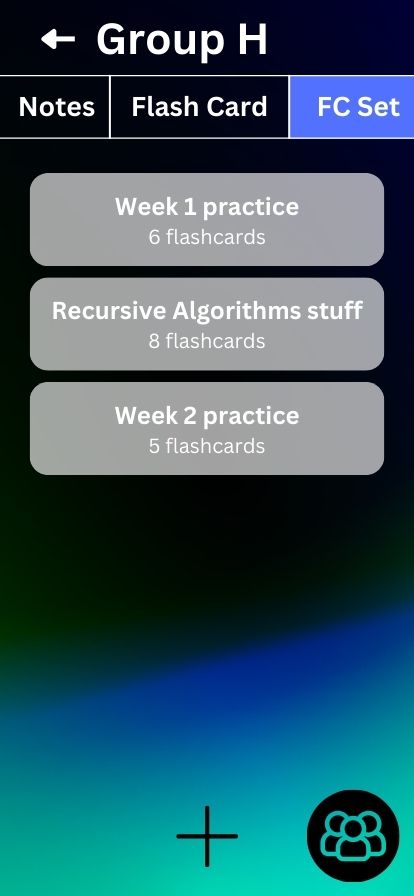 Group H
Notes
Flash Card
FC Set
Week 1 practice
6 flashcards
Recursive Algorithms stuff
8 flashcards
Week 2 practice
5 flashcards